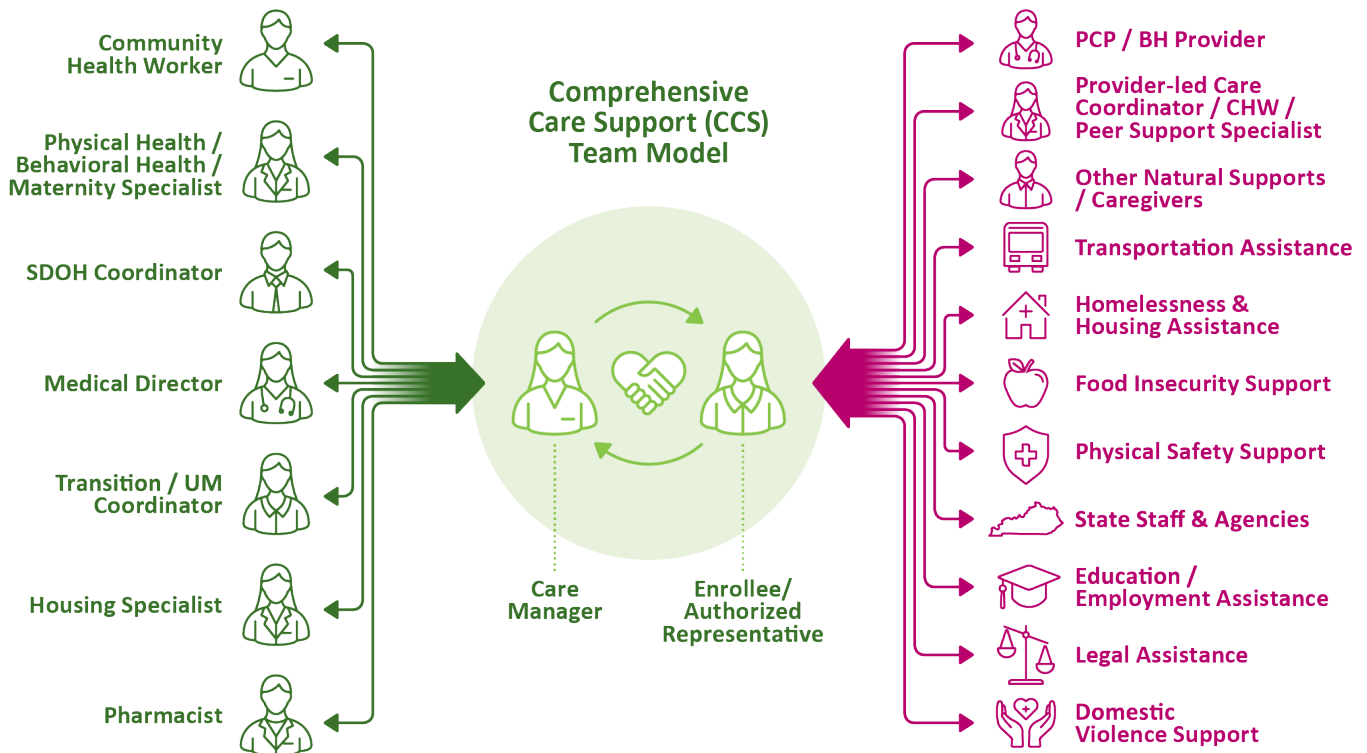 Comprehensive
Care Support (CCS)
Team Model
Community
Health Worker
Physical Health /
Behavioral Health /
Maternity Specialist
SDOH Coordinator
Medical Director
Transition / UM
Coordinator
Housing Specialist
Pharmacist
Care
Manager
Enrollee/
Authorized
Representative
PCP / BH Provider
Provider-led Care
Coordinator / CHW /
Peer Support Specialist
Other Natural Supports
/ Caregivers
Transportation Assistance
Homelessness &
Housing Assistance
Food Insecurity Support
Physical Safety Support
State Staff & Agencies
Education /
Employment Assistance
Legal Assistance
Domestic
Violence Support